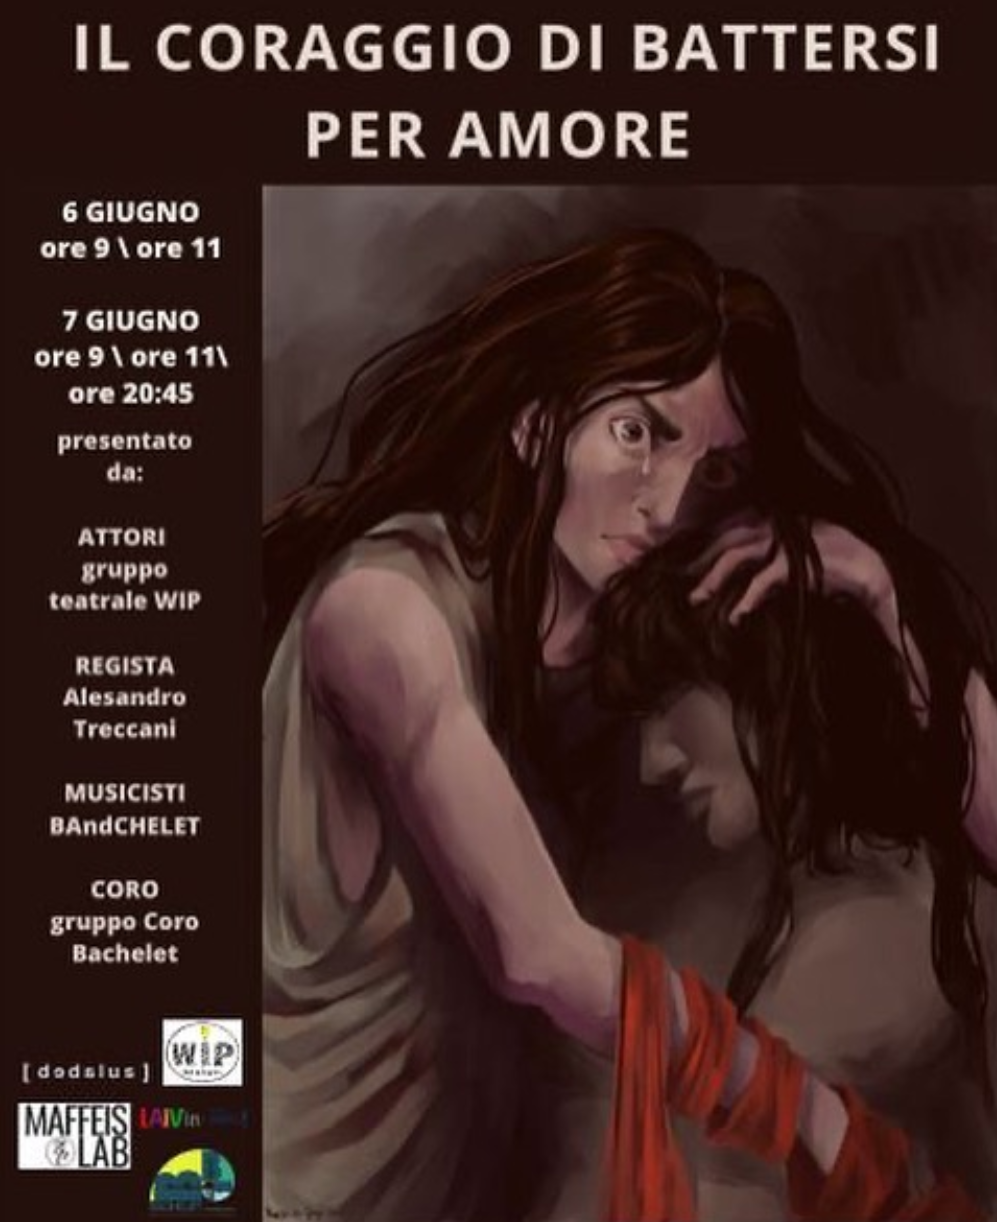 IL CORAGGIO DI BATTERSI
PER AMORE
6 GIUGNO
ore 9 \ ore 11
7 GIUGNO
ore 9 \ ore 11\
ore 20:45
presentato
da:
ATTORI
gruppo
teatrale WIP
REGISTA
Alesandro
Treccani
MUSICISTI
BAndCHELET
CORO
gruppo Coro
Bachelet
WiP
[ dedalus ]
MAFFEIS
LAB
LAIVin